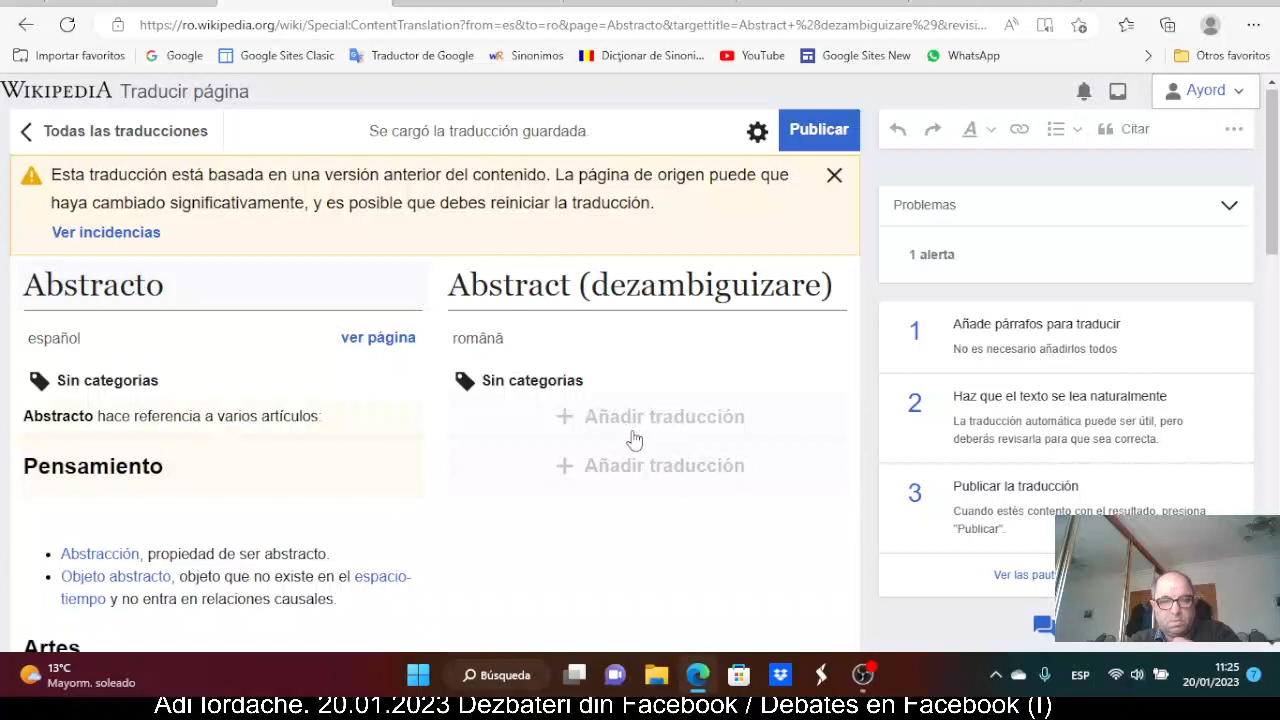 https://ro.wikipedia.org/wiki/Special:ContentTranslation?from=es&to=ro&page=Abstracto&targettitle=Abstract+%28dezambiguizare%29&revisi...
Importar favoritos
Google
Google Sites Clasic
Traductor de Google
Sinonimos
Dicționar de Sinoni...
YouTube
Google Sites New
WhatsApp
Otros favoritos
WIKIPEDIA Traducir página
Ayord
Todas las traducciones
Se cargó la traducción guardada.
Publicar
Citar
Esta traducción está basada en una versión anterior del contenido. La página de origen puede que
haya cambiado significativamente, y es posible que debes reiniciar la traducción.
Ver incidencias
Problemas
1 alerta
Abstracto
Abstract (dezambiguizare)
español
ver página
română
Sin categorías
Sin categorías
Abstracto hace referencia a varios artículos:
+ Añadir traducción
Pensamiento
+ Añadir traducción
Abstracción, propiedad de ser abstracto.
Objeto abstracto, objeto que no existe en el espacio-
tiempo y no entra en relaciones causales.
Artes
1
Añade párrafos para traducir
No es necesario añadirlos todos
2
Haz que el texto se lea naturalmente
La traducción automática puede ser útil, pero
deberás revisarla para que sea correcta.
3
Publicar la traducción
Cuando estés contento con el resultado, presiona
"Publicar".
Ver las paut
13°C
Mayorm. soleado
Búsqueda
ESP
11:25
20/01/2023
7
Adi Iordache. 20.01.2023 Dezbateri din Facebook / Debates en Facebook (I)